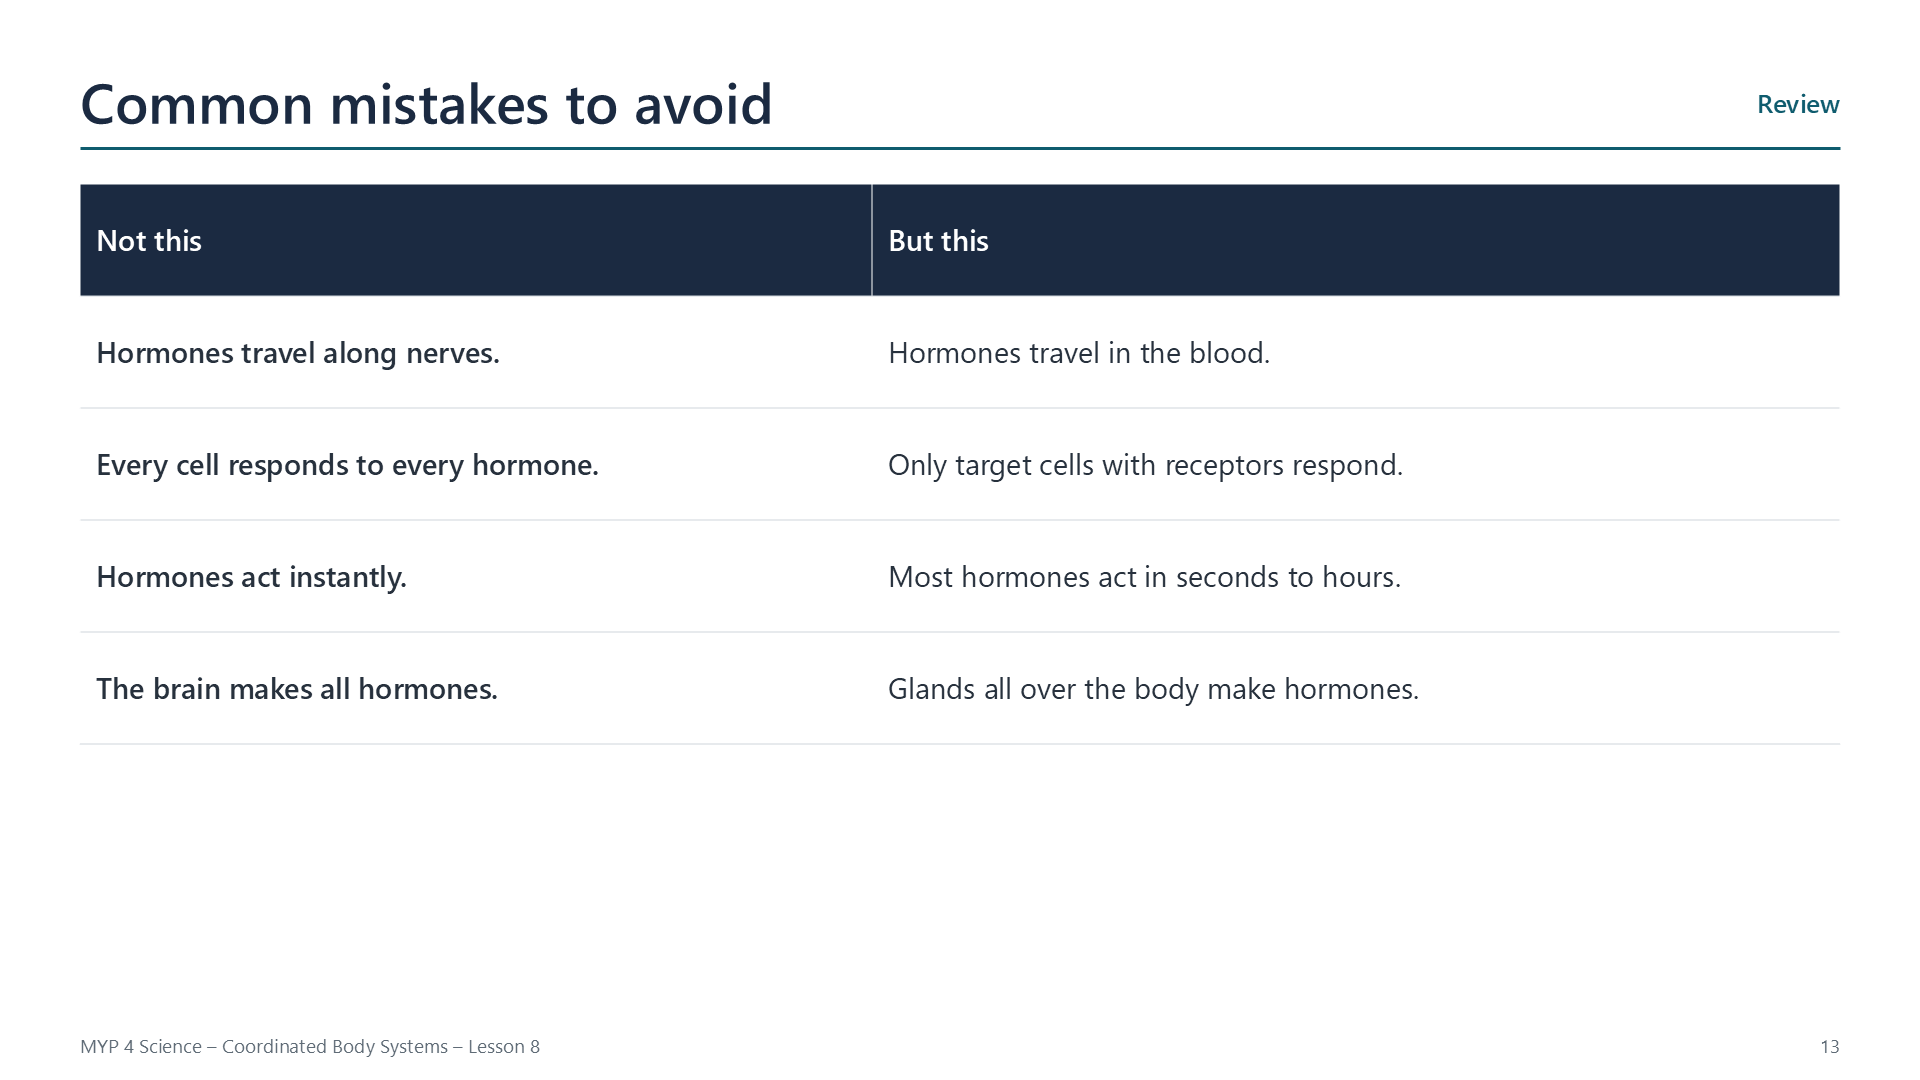 Common mistakes to avoid
Review
Not this
But this
Hormones travel along nerves.
Hormones travel in the blood.
Every cell responds to every hormone.
Only target cells with receptors respond.
Hormones act instantly.
Most hormones act in seconds to hours.
The brain makes all hormones.
Glands all over the body make hormones.
MYP 4 Science – Coordinated Body Systems – Lesson 8
13